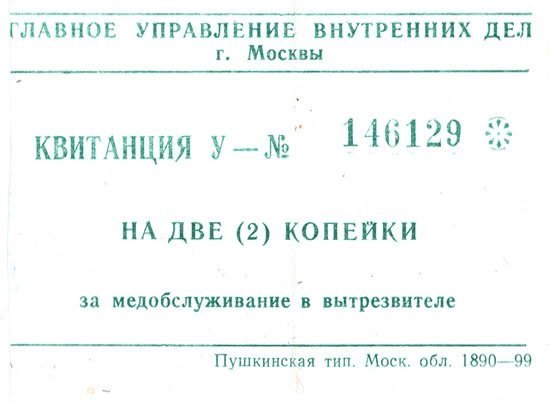 ГЛАВНОЕ УПРАВЛЕНИЕ ВНУТРЕННИХ ДЕЛ
г. Москвы
КВИТАНЦИЯ У — № 146129
НА ДВЕ (2) КОПЕЙКИ
за медобслуживание в вытрезвителе
Пушкинская тип. Моск. обл. 1890—99